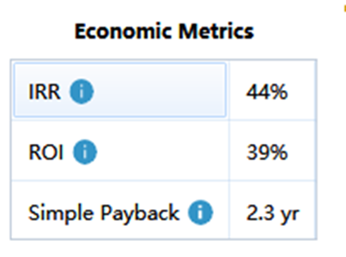 Economic Metrics
IRR 44%
ROI 39%
Simple Payback 2.3 yr